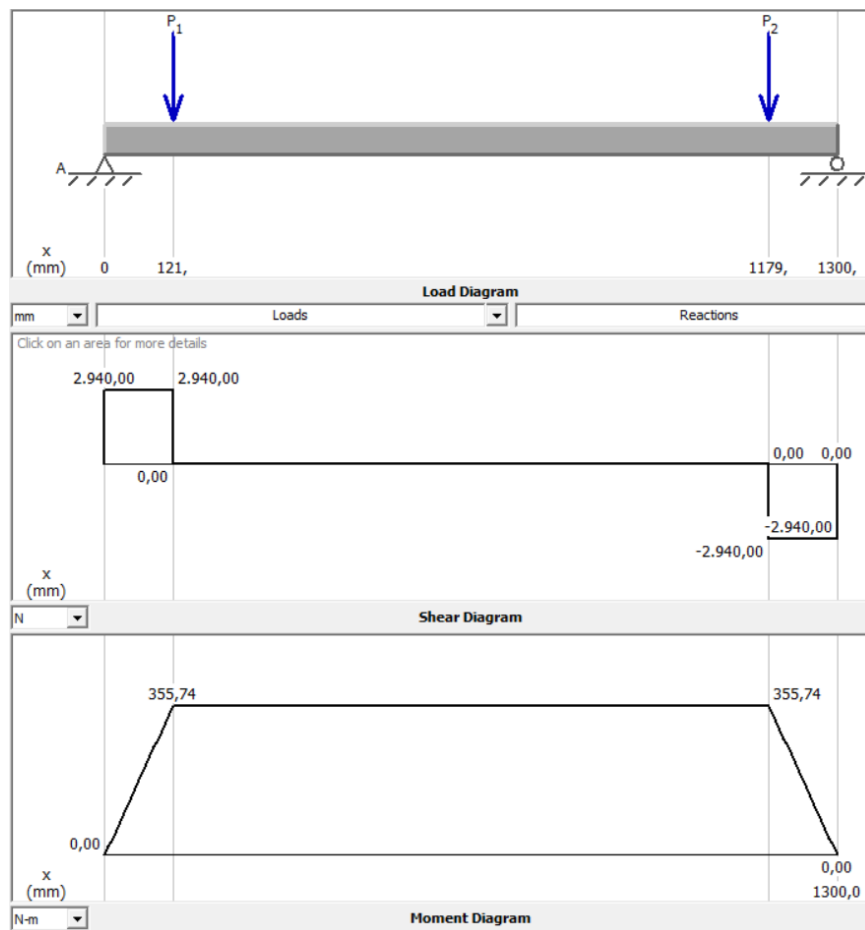 P1 P2
A
x
(mm) 0 121, 1179, 1300,
Load Diagram
mm Loads Reactions
Click on an area for more details
2.940,00 2.940,00
0,00 0,00
0,00
-2.940,00
-2.940,00
x
(mm)
N Shear Diagram
355,74 355,74
0,00
0,00
x
(mm) 1300,0
N-m Moment Diagram